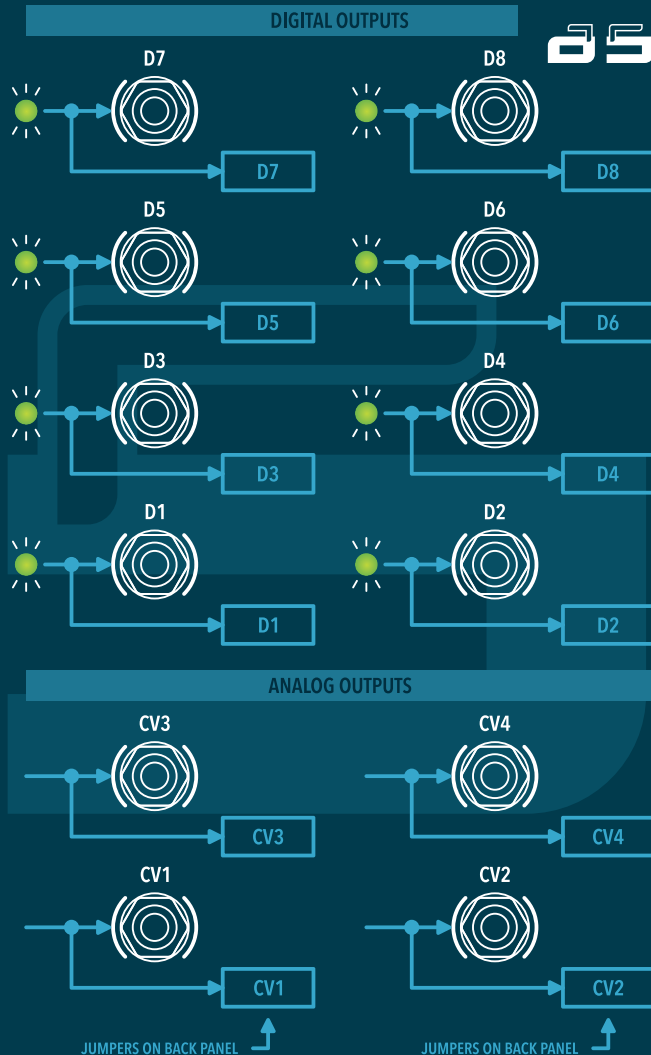 DIGITAL OUTPUTS
D7 D8
D7 D8
D5 D6
D5 D6
D3 D4
D3 D4
D1 D2
D1 D2
ANALOG OUTPUTS
CV3 CV4
CV3 CV4
CV1 CV2
CV1 CV2
JUMPERS ON BACK PANEL JUMPERS ON BACK PANEL